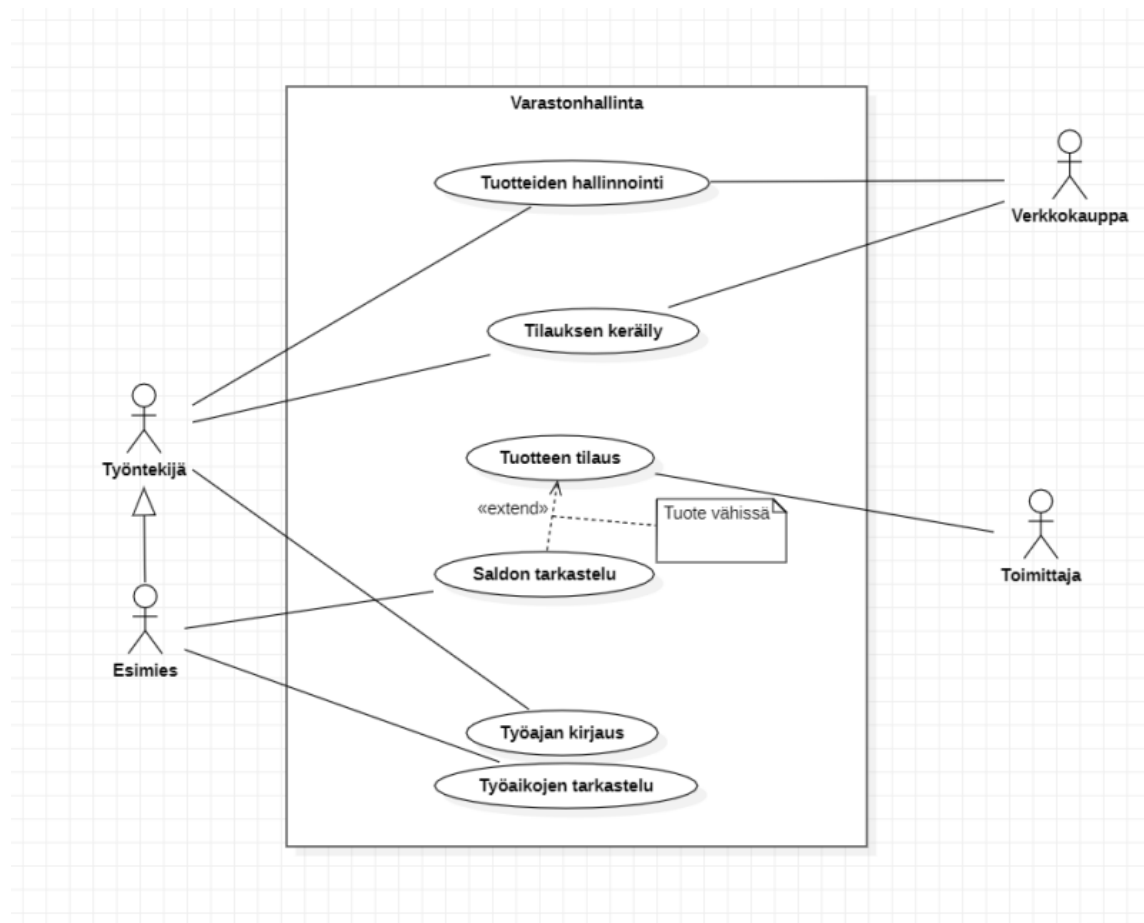 Varastonhallinta
Tuotteiden hallinnointi
Verkkokauppa
Tilauksen keräily
Työntekijä
Tuotteen tilaus
«extend»
Tuote vähissä
Saldon tarkastelu
Toimittaja
Esimies
Työajan kirjaus
Työaikojen tarkastelu